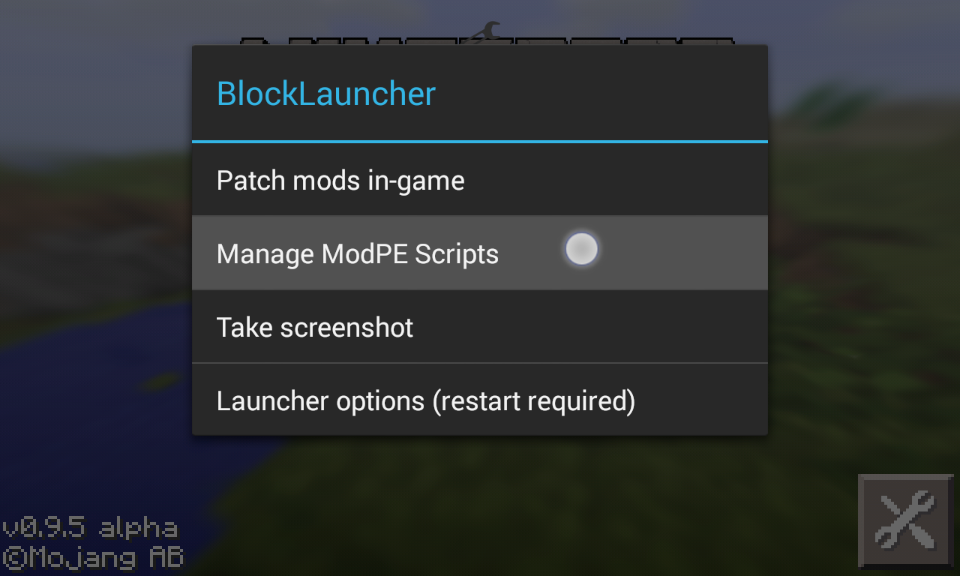 BlockLauncher
Patch mods in-game
Manage ModPE Scripts
Take screenshot
Launcher options (restart required)
v0.9.5 alpha
©Mojang AB